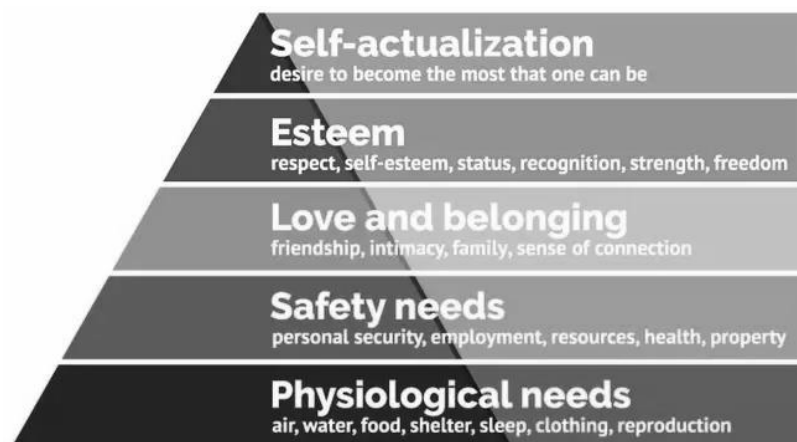 Self-actualization
desire to become the most that one can be
Esteem
respect, self-esteem, status, recognition, strength, freedom
Love and belonging
friendship, intimacy, family, sense of connection
Safety needs
personal security, employment, resources, health, property
Physiological needs
air, water, food, shelter, sleep, clothing, reproduction